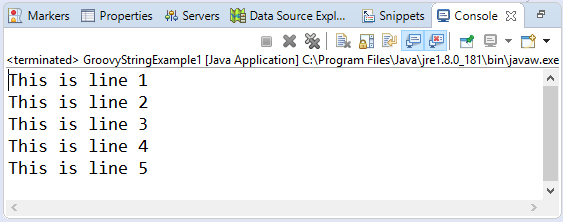 Markers Properties Servers Data Source Expl... Snippets Console
<terminated> GroovyStringExample1 [Java Application] C:\Program Files\Java\jre1.8.0_181\bin\javaw.exe
This is line 1
This is line 2
This is line 3
This is line 4
This is line 5